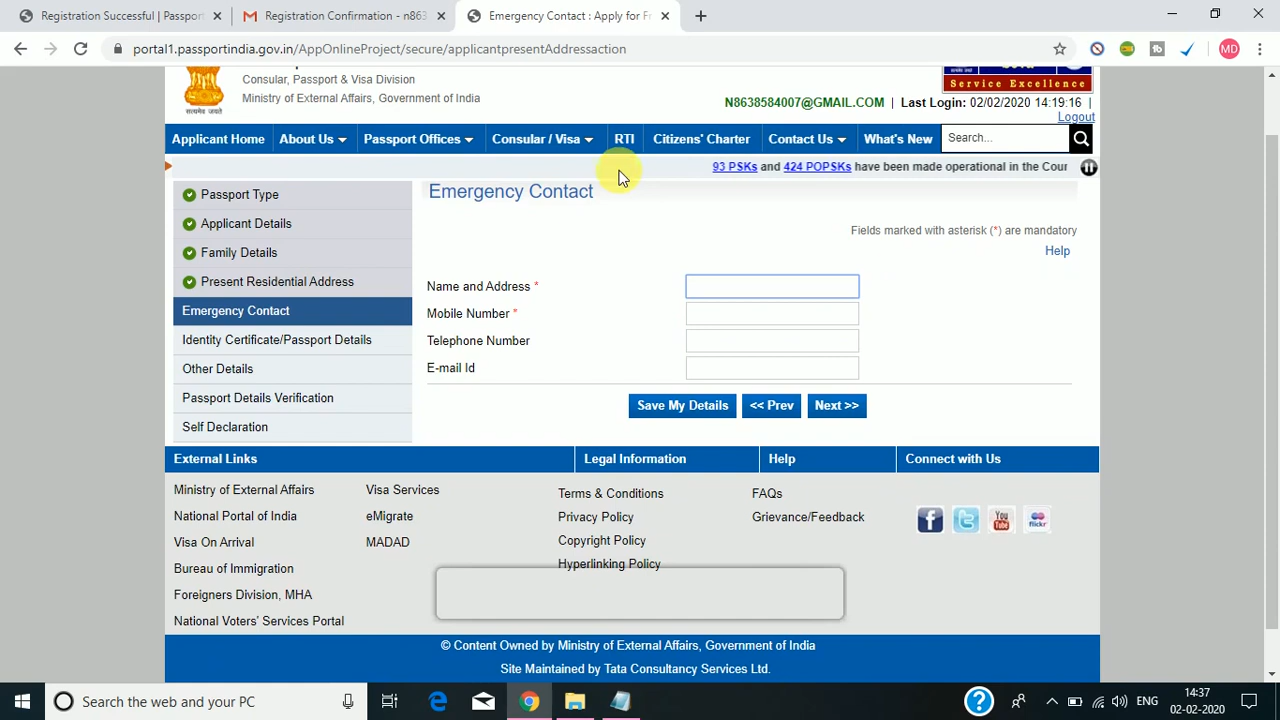 Registration Successful | Passport
Registration Confirmation - n863
Emergency Contact : Apply for Fr
portal1.passportindia.gov.in/AppOnlineProject/secure/applicantpresentAddressaction
MD
Consular, Passport & Visa Division
Ministry of External Affairs, Government of India
सत्यमेव जयते
Service Excellence
N8638584007@GMAIL.COM | Last Login: 02/02/2020 14:19:16 |
Logout
Applicant Home About Us Passport Offices Consular / Visa RTI Citizens' Charter Contact Us What's New Search...
93 PSKs and 424 POPSKs have been made operational in the Cour
Passport Type
Applicant Details
Family Details
Present Residential Address
Emergency Contact
Identity Certificate/Passport Details
Other Details
Passport Details Verification
Self Declaration
Emergency Contact
Fields marked with asterisk (*) are mandatory
Help
Name and Address *
Mobile Number *
Telephone Number
E-mail Id
Save My Details << Prev Next >>
External Links
Ministry of External Affairs
National Portal of India
Visa On Arrival
Bureau of Immigration
Foreigners Division, MHA
National Voters' Services Portal
Visa Services
eMigrate
MADAD
Legal Information
Terms & Conditions
Privacy Policy
Copyright Policy
Hyperlinking Policy
Help
FAQs
Grievance/Feedback
Connect with Us
You Tube
flickr
© Content Owned by Ministry of External Affairs, Government of India
Site Maintained by Tata Consultancy Services Ltd.
Search the web and your PC
ENG
14:37
02-02-2020